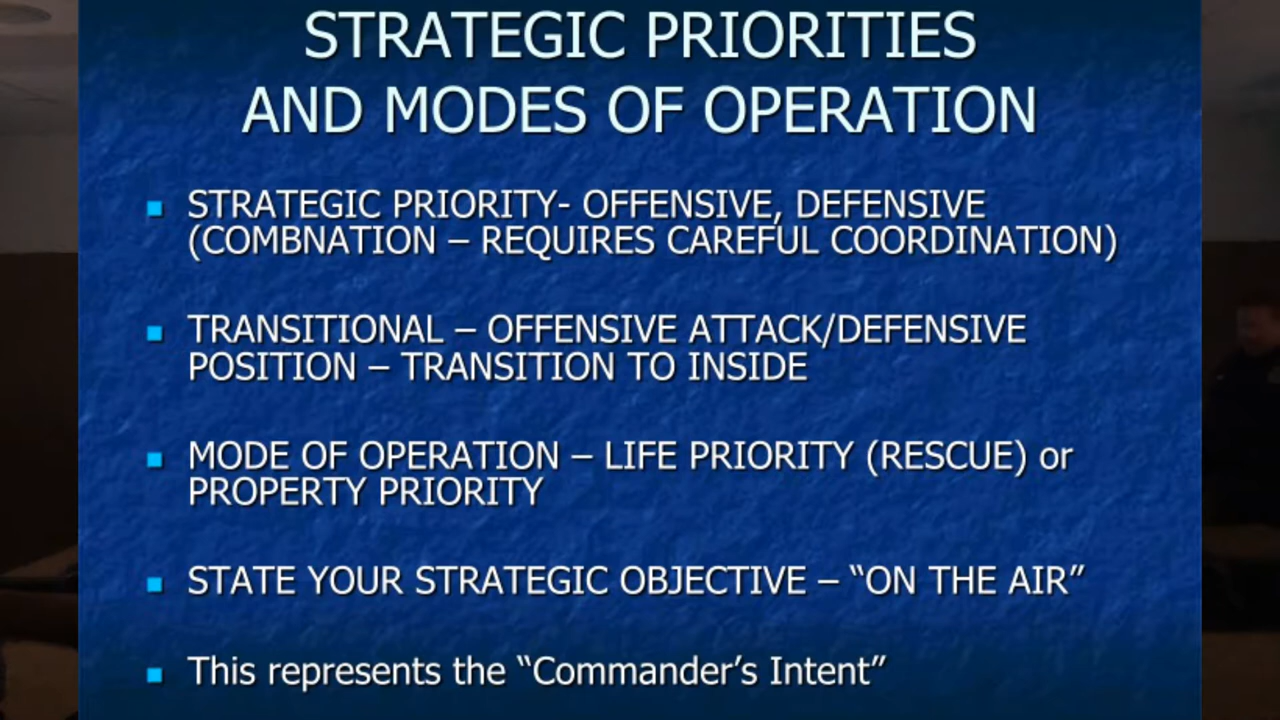 STRATEGIC PRIORITIES
AND MODES OF OPERATION
STRATEGIC PRIORITY- OFFENSIVE, DEFENSIVE
(COMBNATION – REQUIRES CAREFUL COORDINATION)
TRANSITIONAL – OFFENSIVE ATTACK/DEFENSIVE
POSITION – TRANSITION TO INSIDE
MODE OF OPERATION – LIFE PRIORITY (RESCUE) or
PROPERTY PRIORITY
STATE YOUR STRATEGIC OBJECTIVE – “ON THE AIR”
This represents the “Commander’s Intent”